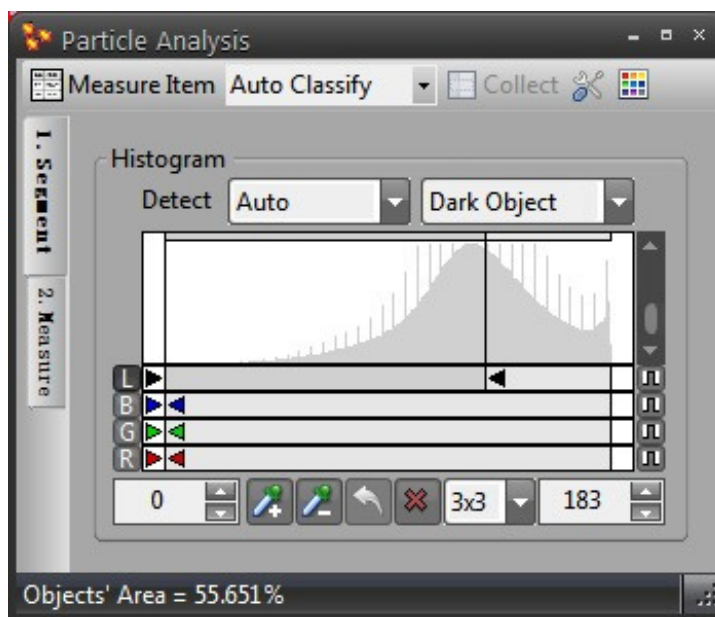 Particle Analysis
Measure Item Auto Classify Collect
1. Segment
2. Measure
Histogram
Detect Auto Dark Object
L
B
G
R
0 3x3 183
Objects' Area = 55.651%